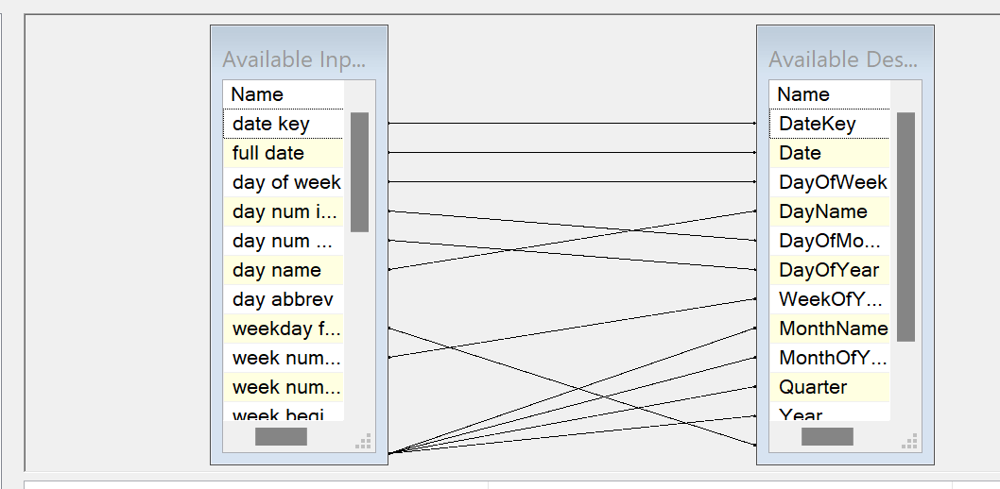 Available Inp...
Name
date key
full date
day of week
day num i...
day num ...
day name
day abbrev
weekday f...
week num...
week num...
week begi
Available Des...
Name
DateKey
Date
DayOfWeek
DayName
DayOfMo...
DayOfYear
WeekOfY...
MonthName
MonthOfY...
Quarter
Year